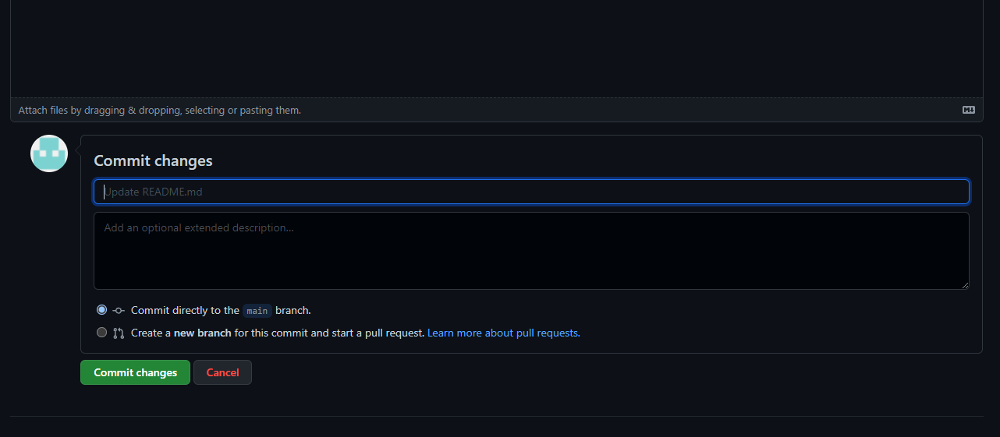 Attach files by dragging & dropping, selecting or pasting them.
Commit changes
Update README.md
Add an optional extended description...
Commit directly to the main branch.
Create a new branch for this commit and start a pull request. Learn more about pull requests.
Commit changes Cancel